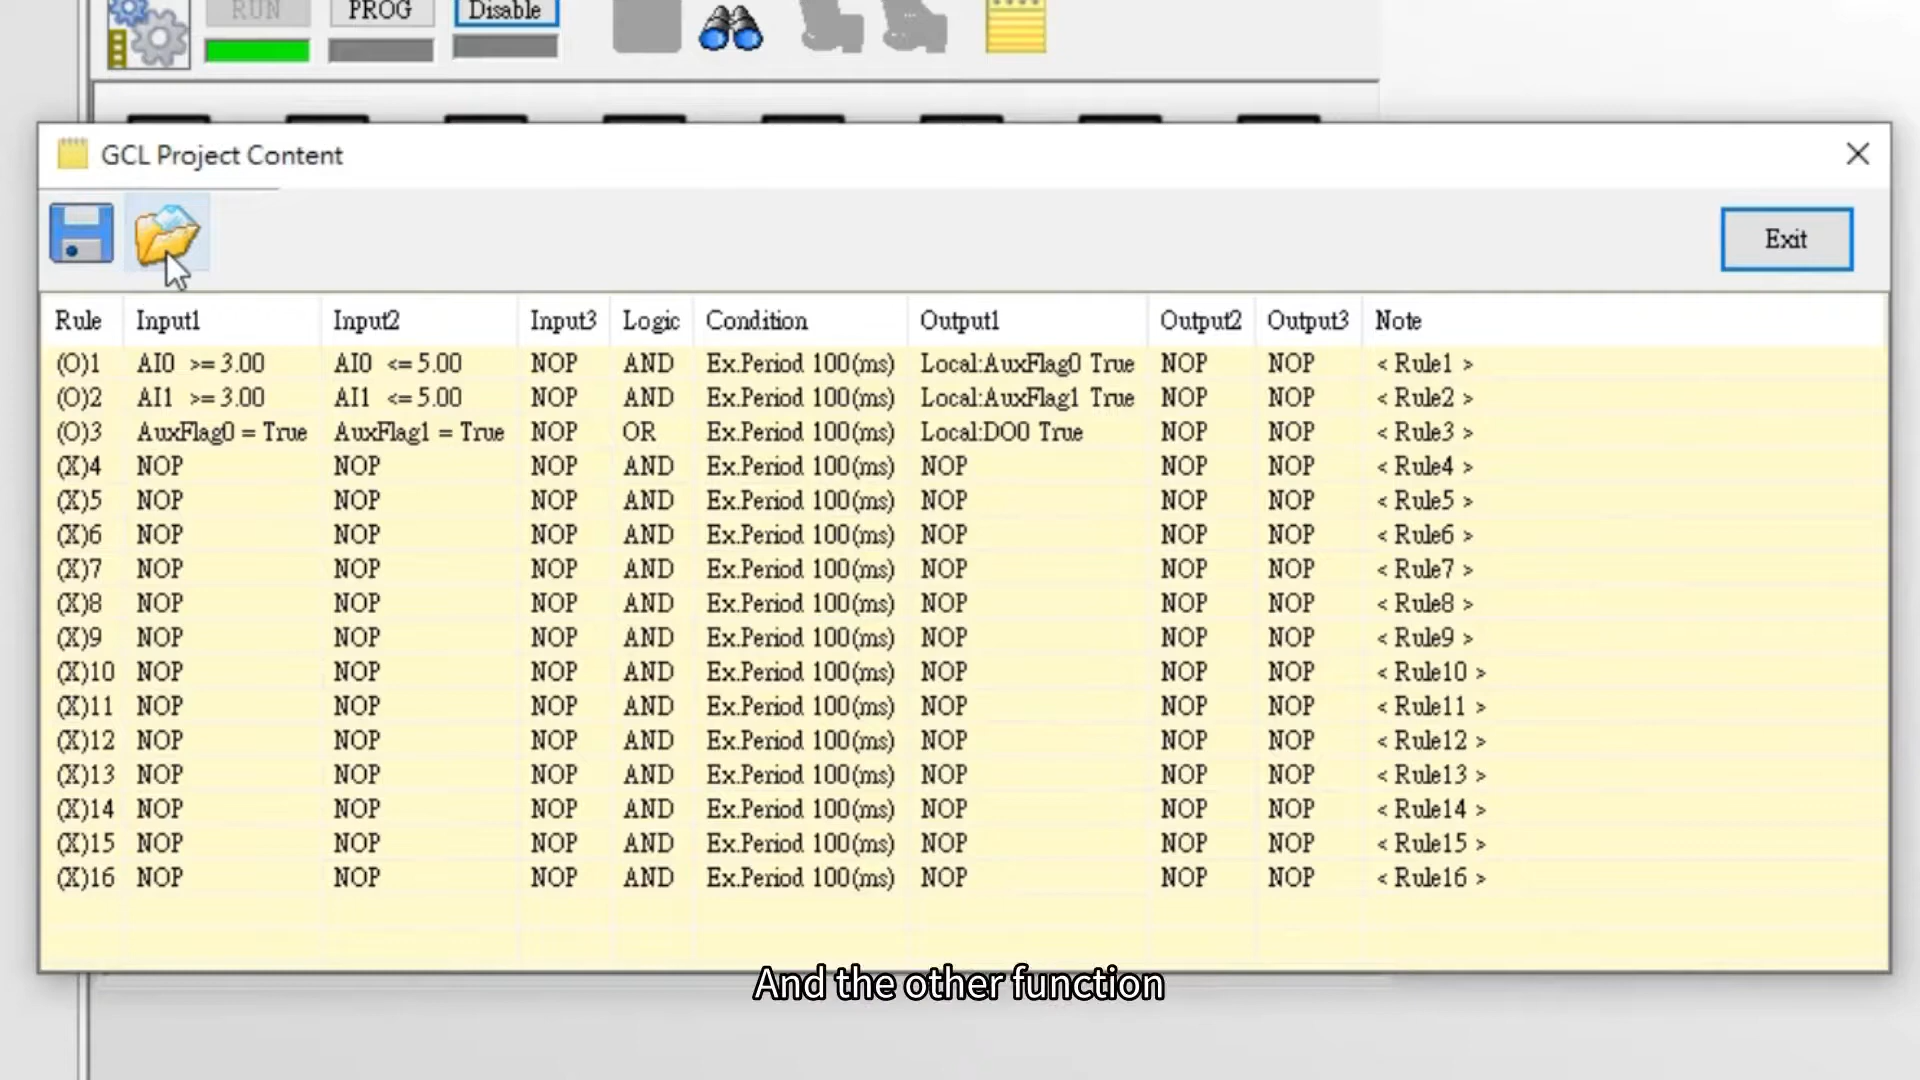 RUN PROG Disable
GCL Project Content
Exit
Rule Input1 Input2 Input3 Logic Condition Output1 Output2 Output3 Note
(O)1 AI0 >= 3.00 AI0 <= 5.00 NOP AND Ex.Period 100(ms) Local:AuxFlag0 True NOP NOP < Rule1 >
(O)2 AI1 >= 3.00 AI1 <= 5.00 NOP AND Ex.Period 100(ms) Local:AuxFlag1 True NOP NOP < Rule2 >
(O)3 AuxFlag0 = True AuxFlag1 = True NOP OR Ex.Period 100(ms) Local:DO0 True NOP NOP < Rule3 >
(X)4 NOP NOP NOP AND Ex.Period 100(ms) NOP NOP NOP < Rule4 >
(X)5 NOP NOP NOP AND Ex.Period 100(ms) NOP NOP NOP < Rule5 >
(X)6 NOP NOP NOP AND Ex.Period 100(ms) NOP NOP NOP < Rule6 >
(X)7 NOP NOP NOP AND Ex.Period 100(ms) NOP NOP NOP < Rule7 >
(X)8 NOP NOP NOP AND Ex.Period 100(ms) NOP NOP NOP < Rule8 >
(X)9 NOP NOP NOP AND Ex.Period 100(ms) NOP NOP NOP < Rule9 >
(X)10 NOP NOP NOP AND Ex.Period 100(ms) NOP NOP NOP < Rule10 >
(X)11 NOP NOP NOP AND Ex.Period 100(ms) NOP NOP NOP < Rule11 >
(X)12 NOP NOP NOP AND Ex.Period 100(ms) NOP NOP NOP < Rule12 >
(X)13 NOP NOP NOP AND Ex.Period 100(ms) NOP NOP NOP < Rule13 >
(X)14 NOP NOP NOP AND Ex.Period 100(ms) NOP NOP NOP < Rule14 >
(X)15 NOP NOP NOP AND Ex.Period 100(ms) NOP NOP NOP < Rule15 >
(X)16 NOP NOP NOP AND Ex.Period 100(ms) NOP NOP NOP < Rule16 >
And the other function